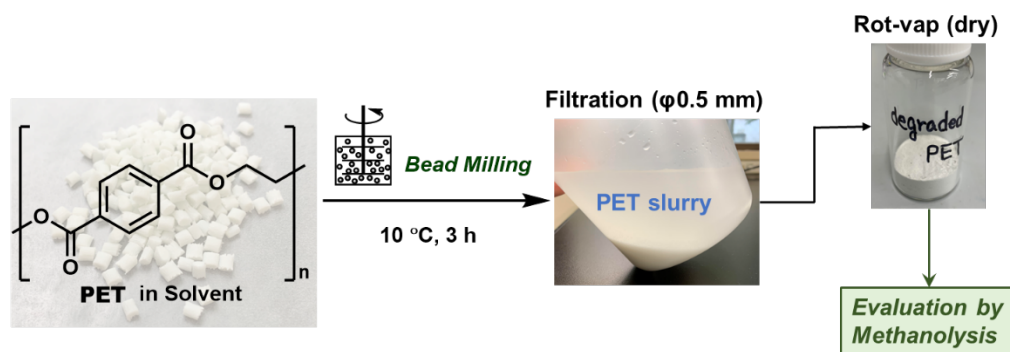 Rot-vap (dry)
Filtration (φ0.5 mm)
Bead Milling
10 °C, 3 h
O
O
O
O
n
PET in Solvent
PET slurry
degraded
PET
Evaluation by
Methanolysis